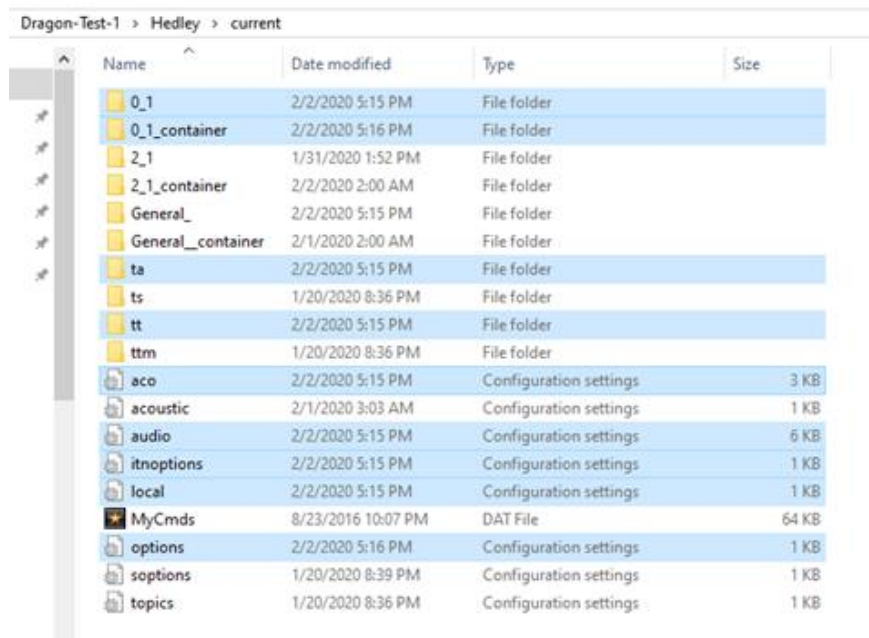 Dragon-Test-1 > Hedley > current
Name Date modified Type Size
0_1 2/2/2020 5:15 PM File folder
0_1_container 2/2/2020 5:16 PM File folder
2_1 1/31/2020 1:52 PM File folder
2_1_container 2/2/2020 2:00 AM File folder
General_ 2/2/2020 5:15 PM File folder
General__container 2/1/2020 2:00 AM File folder
ta 2/2/2020 5:15 PM File folder
ts 1/20/2020 8:36 PM File folder
tt 2/2/2020 5:15 PM File folder
ttm 1/20/2020 8:36 PM File folder
aco 2/2/2020 5:15 PM Configuration settings 3 KB
acoustic 2/1/2020 3:03 AM Configuration settings 1 KB
audio 2/2/2020 5:15 PM Configuration settings 6 KB
itnoptions 2/2/2020 5:15 PM Configuration settings 1 KB
local 2/2/2020 5:15 PM Configuration settings 1 KB
MyCmds 8/23/2016 10:07 PM DAT File 64 KB
options 2/2/2020 5:16 PM Configuration settings 1 KB
soptions 1/20/2020 8:39 PM Configuration settings 1 KB
topics 1/20/2020 8:36 PM Configuration settings 1 KB